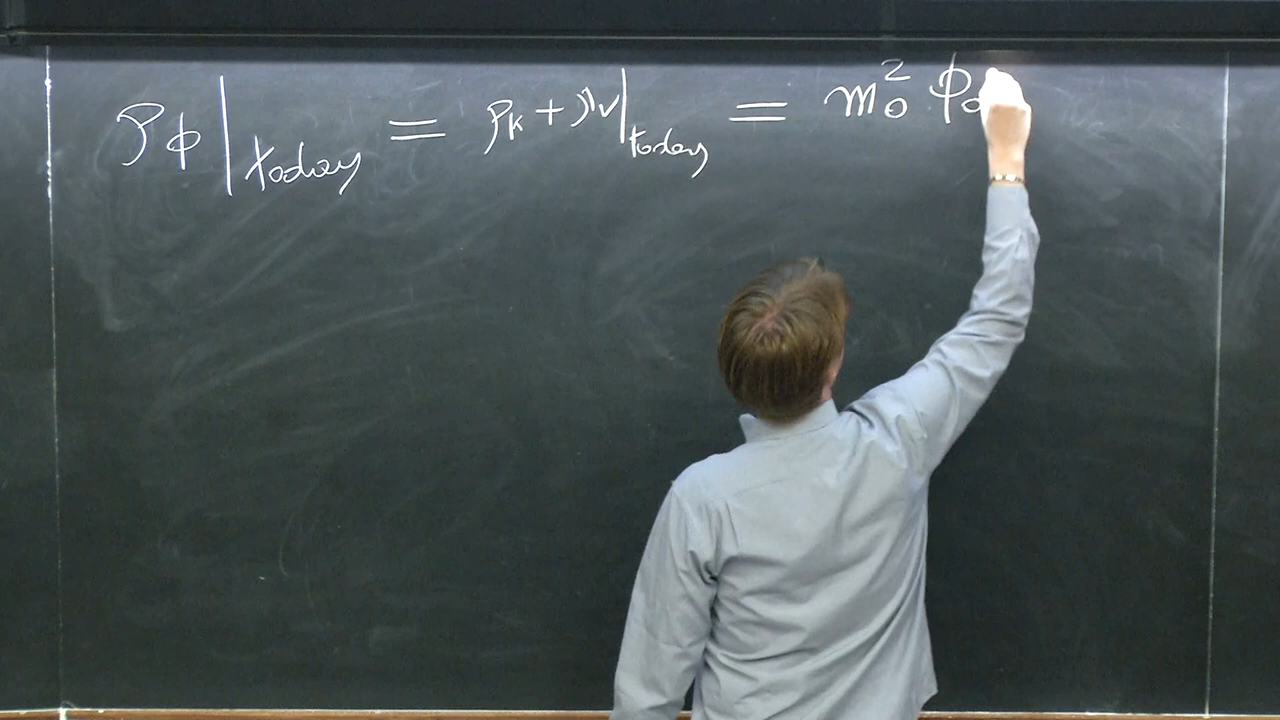 ρϕ|today = ρK + ρV|today = m₀² ϕ₀